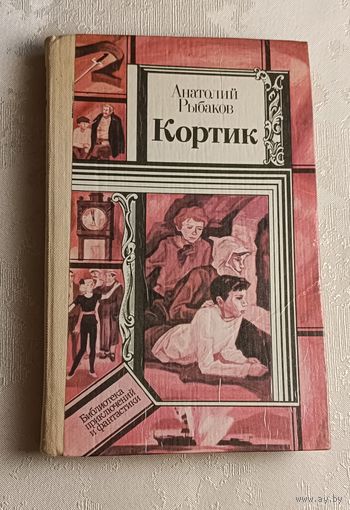 Анатолий
Рыбаков
Кортик
Библиотека
приключений
и фантастики
www.ay.by